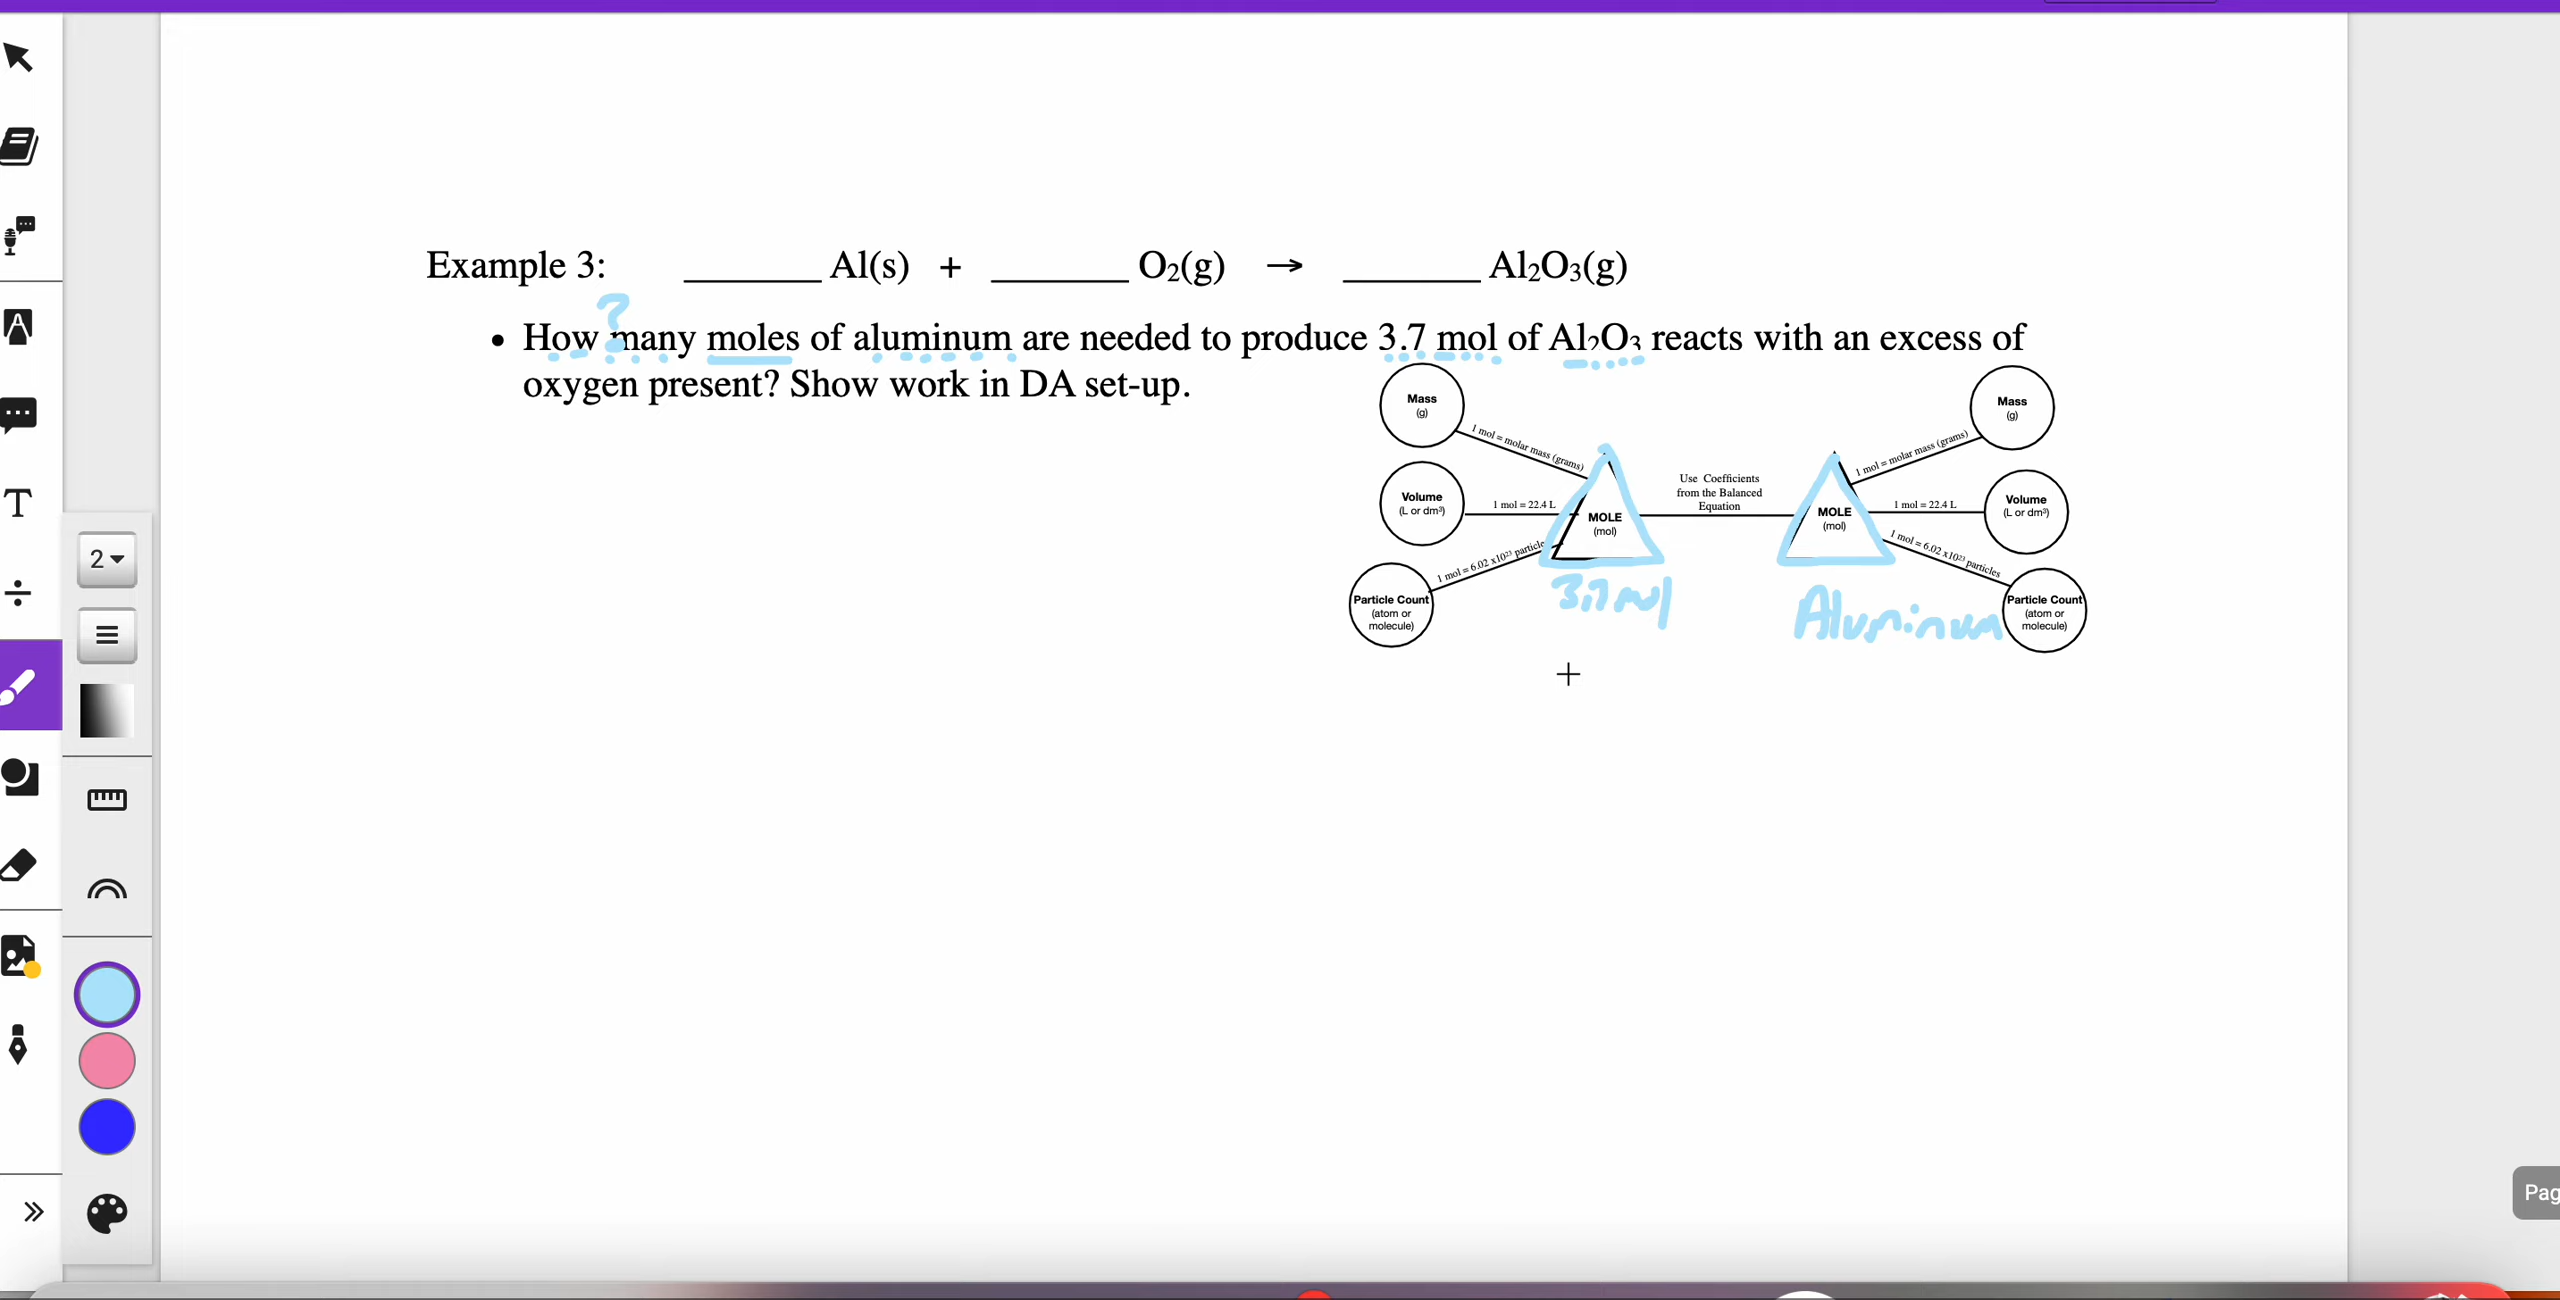 Example 3: ______ Al(s) + ______ O₂(g) → ______ Al₂O₃(g)
?
• How many moles of aluminum are needed to produce 3.7 mol of Al₂O₃ reacts with an excess of
oxygen present? Show work in DA set-up.
Mass
(g)
1 mol = molar mass (grams)
Volume
(L or dm³)
1 mol = 22.4 L
Particle Count
(atom or
molecule)
1 mol = 6.02 x10²³ particle
MOLE
(mol)
3.7 mol
Use Coefficients
from the Balanced
Equation
MOLE
(mol)
Aluminum
1 mol = molar mass (grams)
Mass
(g)
1 mol = 22.4 L
Volume
(L or dm³)
1 mol = 6.02 x10²³ particles
Particle Count
(atom or
molecule)
T
2
Pag